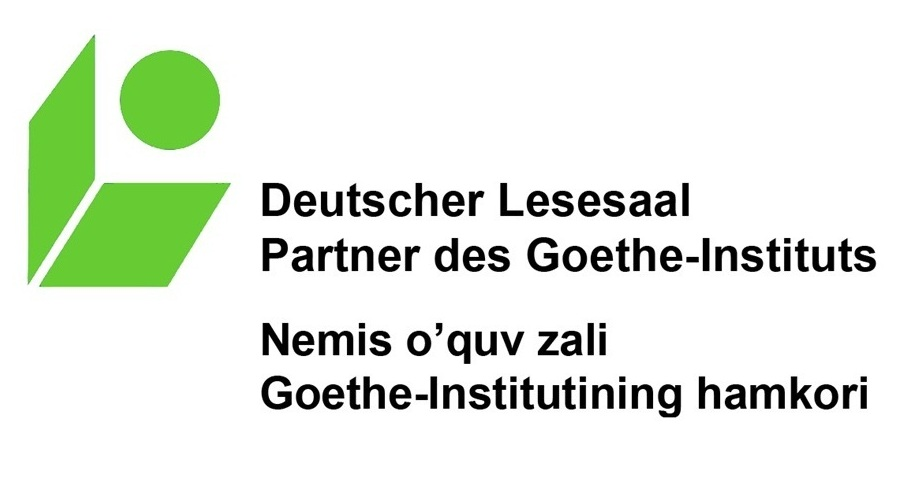 Deutscher Lesesaal
Partner des Goethe-Instituts
Nemis o’quv zali
Goethe-Institutining hamkori